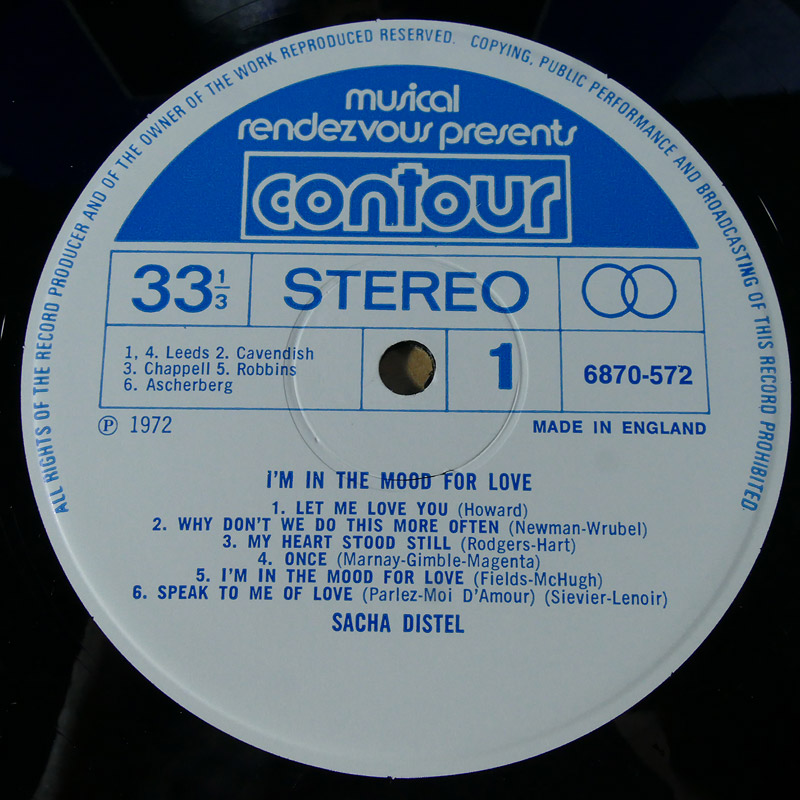 ALL RIGHTS OF THE RECORD PRODUCER AND OF THE OWNER OF THE WORK REPRODUCED RESERVED. COPYING, PUBLIC PERFORMANCE AND BROADCASTING OF THIS RECORD PROHIBITED
musical
rendezvous presents
contour
33 1/3 STEREO
1, 4. Leeds 2. Cavendish
3. Chappell 5. Robbins
6. Ascherberg
1
6870-572
Ⓟ 1972
MADE IN ENGLAND
I'M IN THE MOOD FOR LOVE
1. LET ME LOVE YOU (Howard)
2. WHY DON'T WE DO THIS MORE OFTEN (Newman-Wrubel)
3. MY HEART STOOD STILL (Rodgers-Hart)
4. ONCE (Marnay-Gimble-Magenta)
5. I'M IN THE MOOD FOR LOVE (Fields-McHugh)
6. SPEAK TO ME OF LOVE (Parlez-Moi D'Amour) (Sievier-Lenoir)
SACHA DISTEL